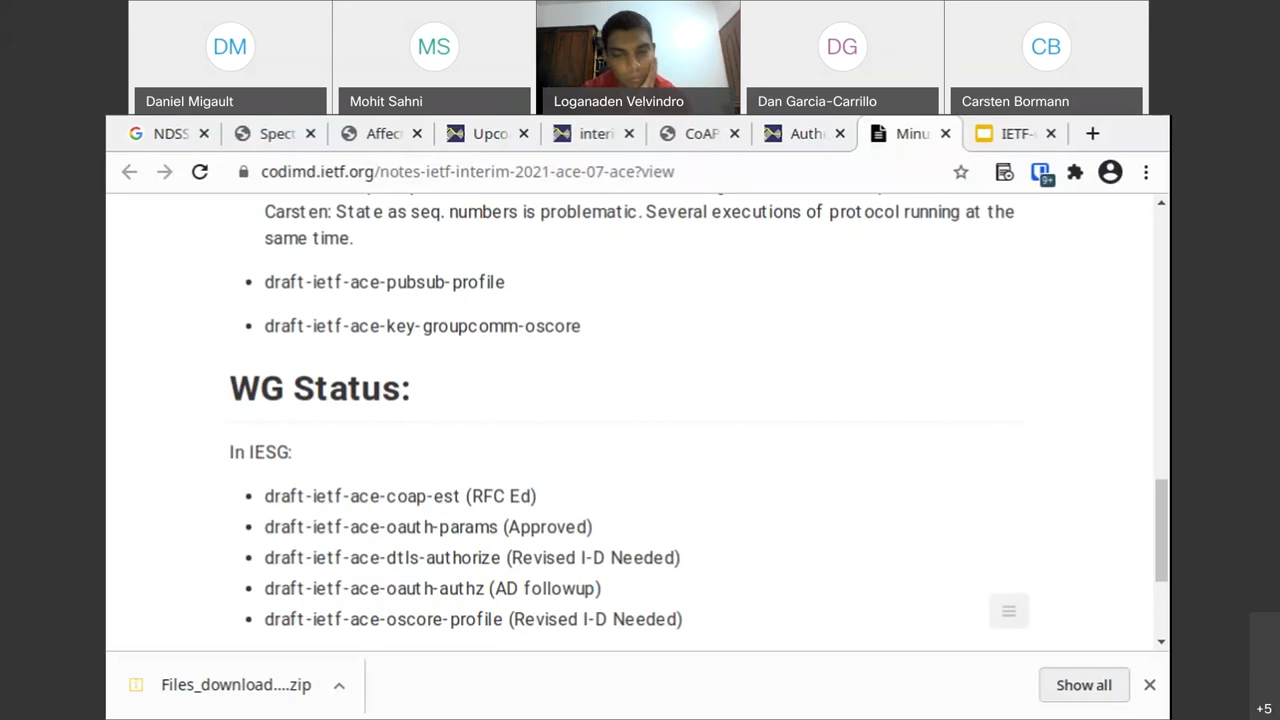 DM
MS
DG
CB
Daniel Migault
Mohit Sahni
Loganaden Velvindro
Dan Garcia-Carrillo
Carsten Bormann
NDSS
Spect
Affec
Upco
interi
CoAP
Auth
Minu
IETF-
codimd.ietf.org/notes-ietf-interim-2021-ace-07-ace?view
9+
Carsten: State as seq. numbers is problematic. Several executions of protocol running at the
same time.
• draft-ietf-ace-pubsub-profile
• draft-ietf-ace-key-groupcomm-oscore
WG Status:
In IESG:
• draft-ietf-ace-coap-est (RFC Ed)
• draft-ietf-ace-oauth-params (Approved)
• draft-ietf-ace-dtls-authorize (Revised I-D Needed)
• draft-ietf-ace-oauth-authz (AD followup)
• draft-ietf-ace-oscore-profile (Revised I-D Needed)
Files_download....zip
Show all
+5